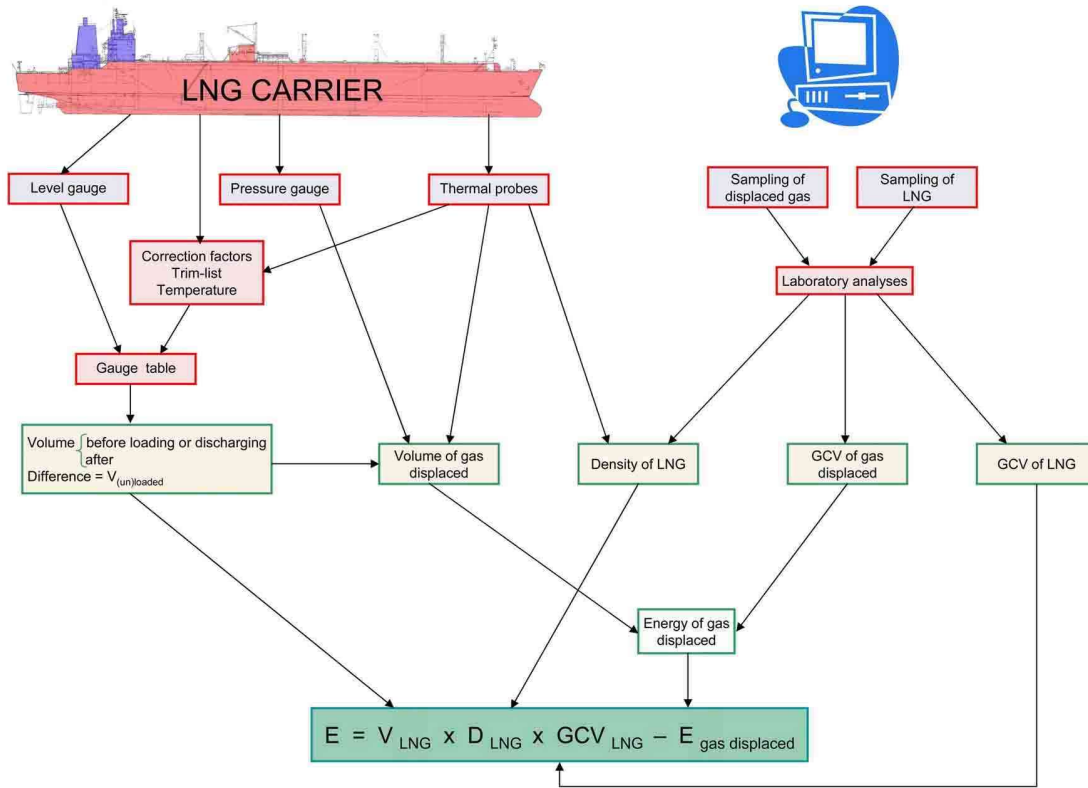 LNG CARRIER
Level gauge
Pressure gauge
Thermal probes
Sampling of
displaced gas
Sampling of
LNG
Correction factors
Trim-list
Temperature
Laboratory analyses
Gauge table
Volume { before loading or discharging
after
Difference = V(un)loaded
Volume of gas
displaced
Density of LNG
GCV of gas
displaced
GCV of LNG
Energy of gas
displaced
E = V LNG x D LNG x GCV LNG – E gas displaced